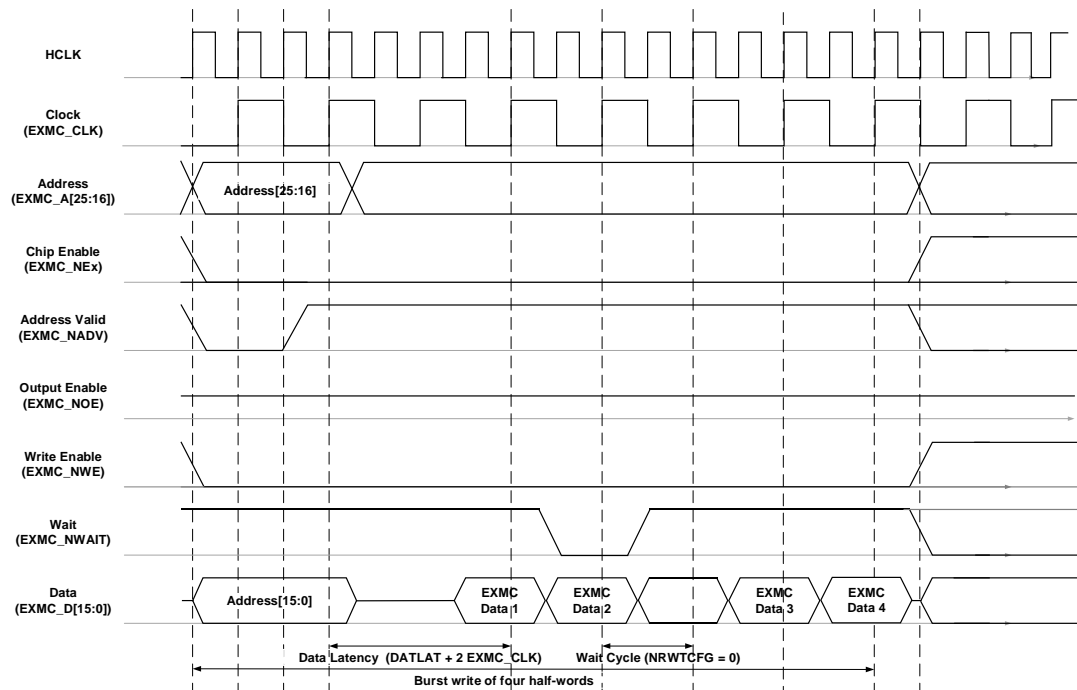 HCLK
Clock
(EXMC_CLK)
Address
(EXMC_A[25:16])
Address[25:16]
Chip Enable
(EXMC_NEx)
Address Valid
(EXMC_NADV)
Output Enable
(EXMC_NOE)
Write Enable
(EXMC_NWE)
Wait
(EXMC_NWAIT)
Data
(EXMC_D[15:0])
Address[15:0]
EXMC
Data 1
EXMC
Data 2
EXMC
Data 3
EXMC
Data 4
Data Latency (DATLAT + 2 EXMC_CLK)
Wait Cycle (NRWTCFG = 0)
Burst write of four half-words